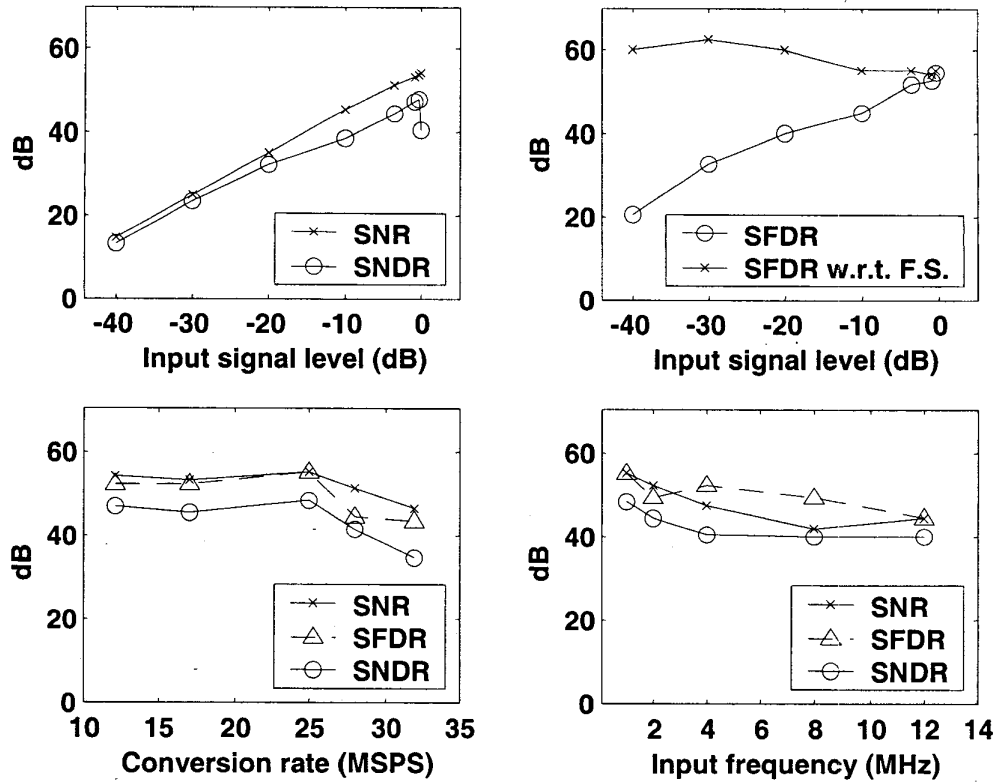 60
40
20
0
dB
-40 -30 -20 -10 0
Input signal level (dB)
SNR
SNDR
60
40
20
0
dB
-40 -30 -20 -10 0
Input signal level (dB)
SFDR
SFDR w.r.t. F.S.
60
40
20
0
dB
10 15 20 25 30 35
Conversion rate (MSPS)
SNR
SFDR
SNDR
60
40
20
0
dB
2 4 6 8 10 12 14
Input frequency (MHz)
SNR
SFDR
SNDR